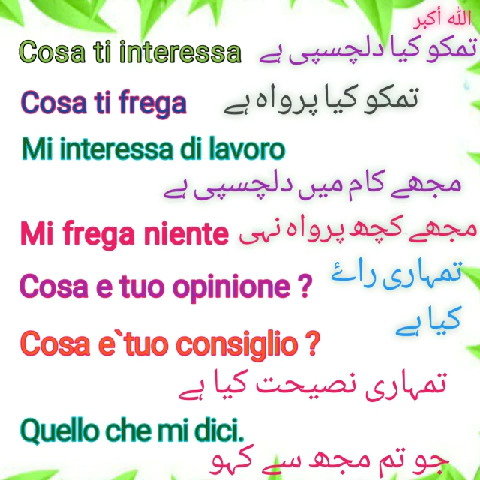 الله أكبر
Cosa ti interessa تمکو کیا دلچسپی ہے
Cosa ti frega تمکو کیا پرواہ ہے
Mi interessa di lavoro
مجھے کام میں دلچسپی ہے
Mi frega niente مجھے کچھ پرواہ نہی
Cosa e tuo opinione ? تمہاری رائے
کیا ہے
Cosa e`tuo consiglio ?
تمہاری نصیحت کیا ہے
Quello che mi dici.
جو تم مجھ سے کہو